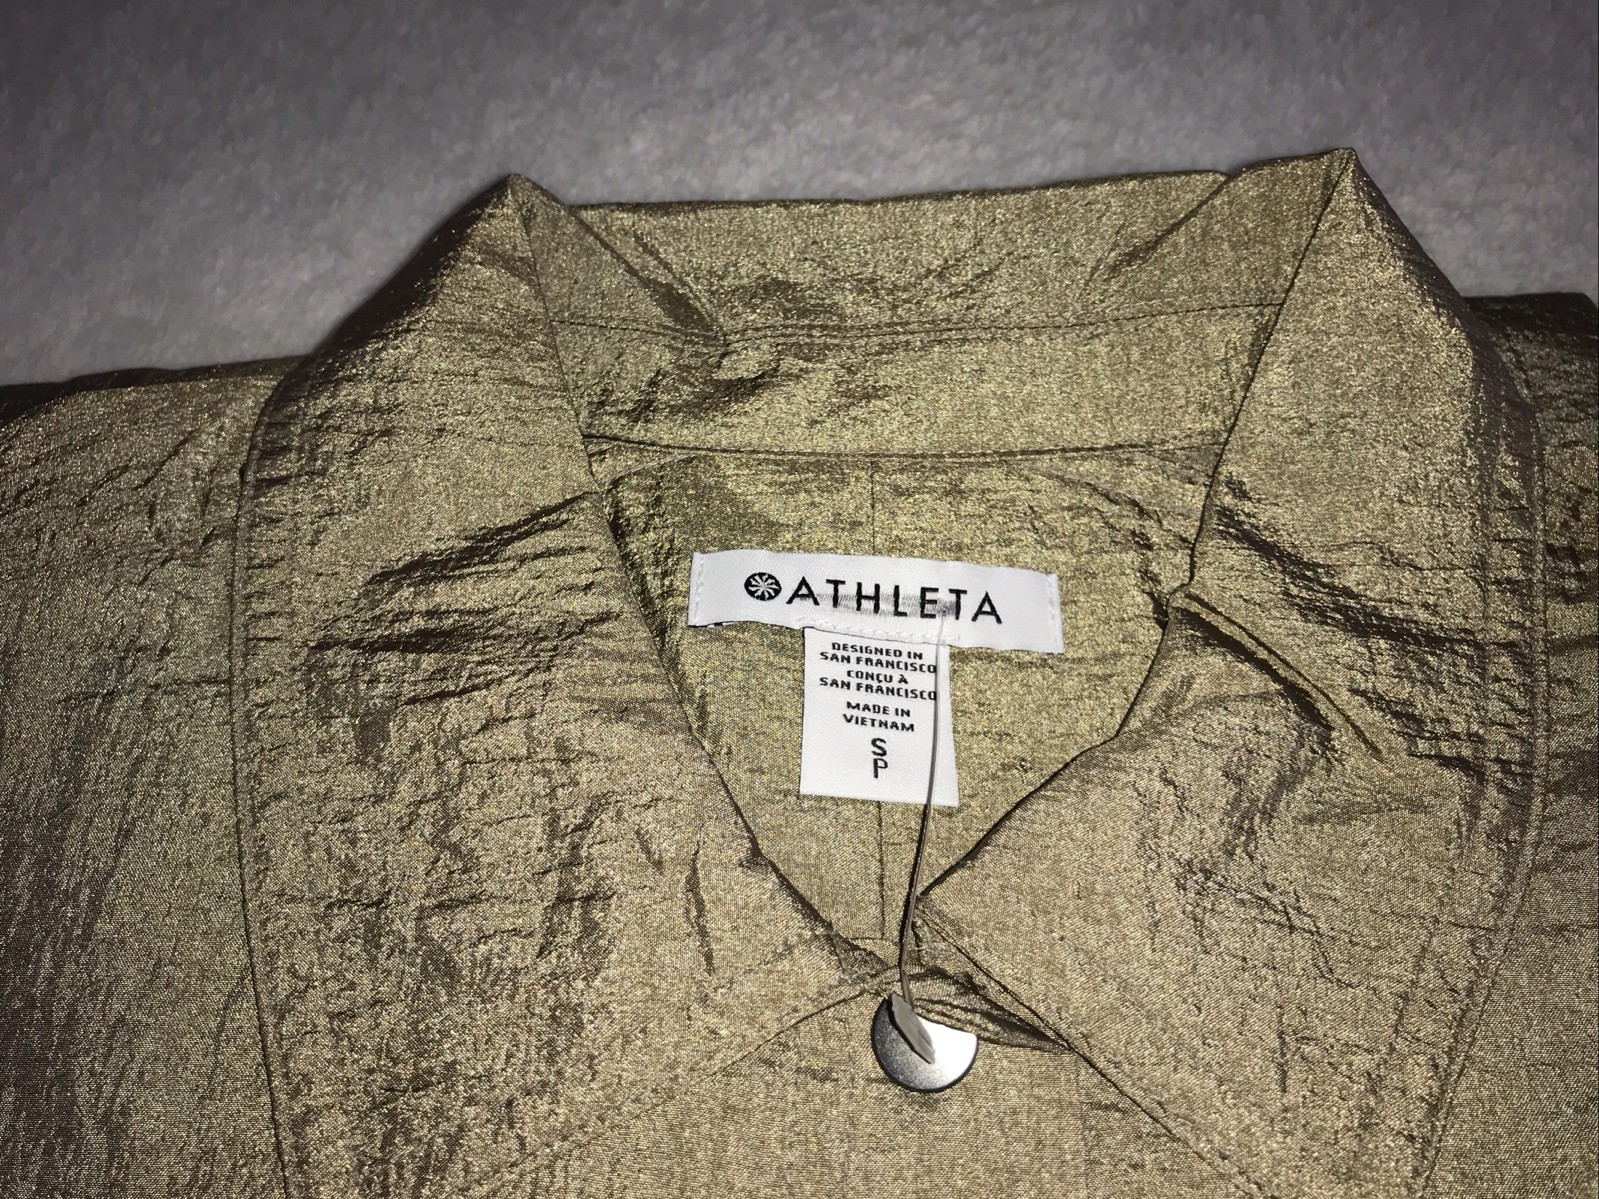 ATHLETA
DESIGNED IN
SAN FRANCISCO
CONÇU À
SAN FRANCISCO
MADE IN
VIETNAM
S
P